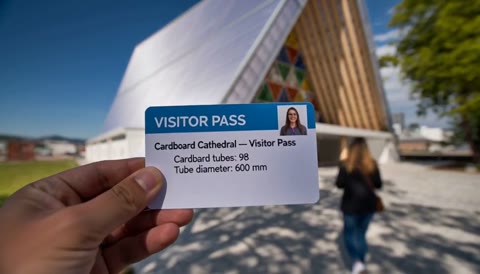 VISITOR PASS
Cardboard Cathedral — Visitor Pass
Cardbard tubes: 98
Tube diameter: 600 mm